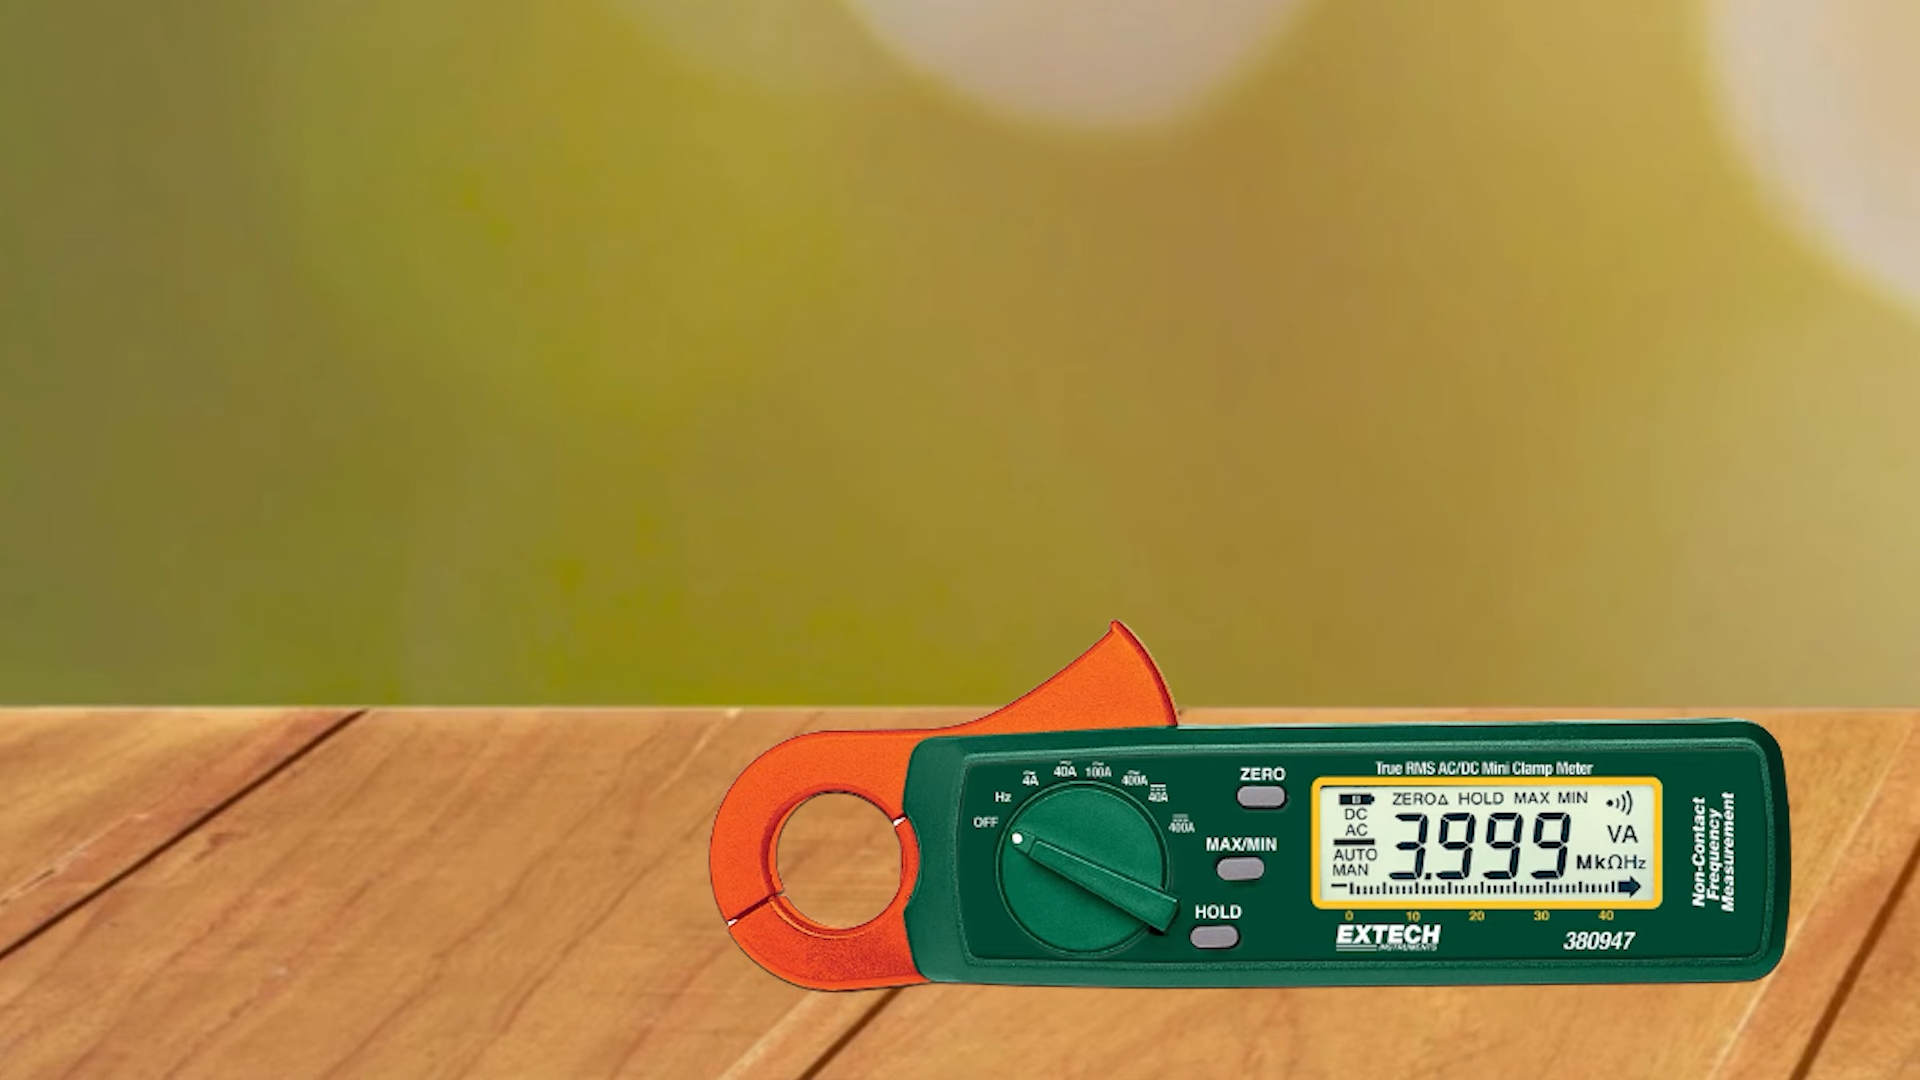 OFF
Hz
4A
40A
100A
400A
40A
400A
ZERO
MAX/MIN
HOLD
True RMS AC/DC Mini Clamp Meter
ZERO∆ HOLD MAX MIN
DC
AC
AUTO
MAN
3.999
VA
MkΩHz
0 10 20 30 40
EXTECH
INSTRUMENTS
380947
Non-Contact
Frequency
Measurement